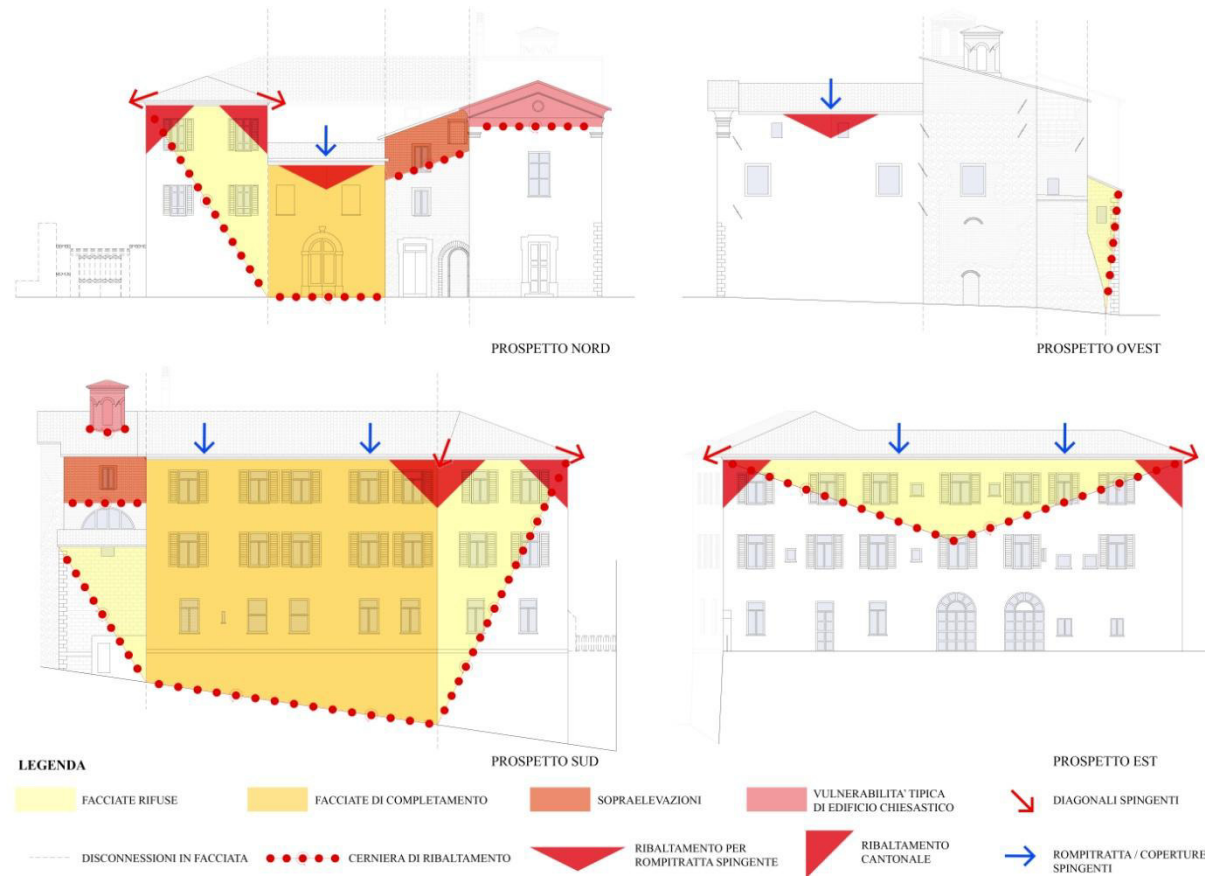 PROSPETTO NORD
PROSPETTO OVEST
PROSPETTO SUD
PROSPETTO EST
LEGENDA
FACCIATE RIFUSE
FACCIATE DI COMPLETAMENTO
SOPRAELEVAZIONI
VULNERABILITA' TIPICA
DI EDIFICIO CHIESASTICO
DIAGONALI SPINGENTI
DISCONNESSIONI IN FACCIATA
CERNIERA DI RIBALTAMENTO
RIBALTAMENTO PER
ROMPITRATTA SPINGENTE
RIBALTAMENTO
CANTONALE
ROMPITRATTA / COPERTURE
SPINGENTI